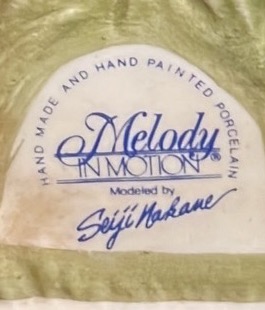 HAND MADE AND HAND PAINTED PORCELAIN
Melody®
IN MOTION
Modeled by
Seiji Nakane